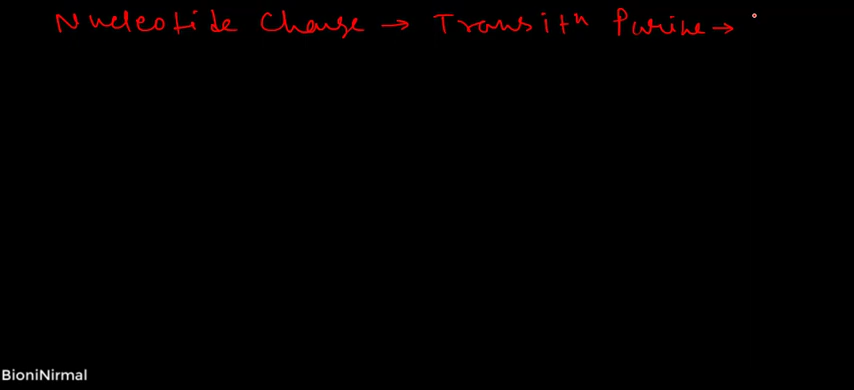 Nucleotide Change → Transitn Purine →
BioniNirmal